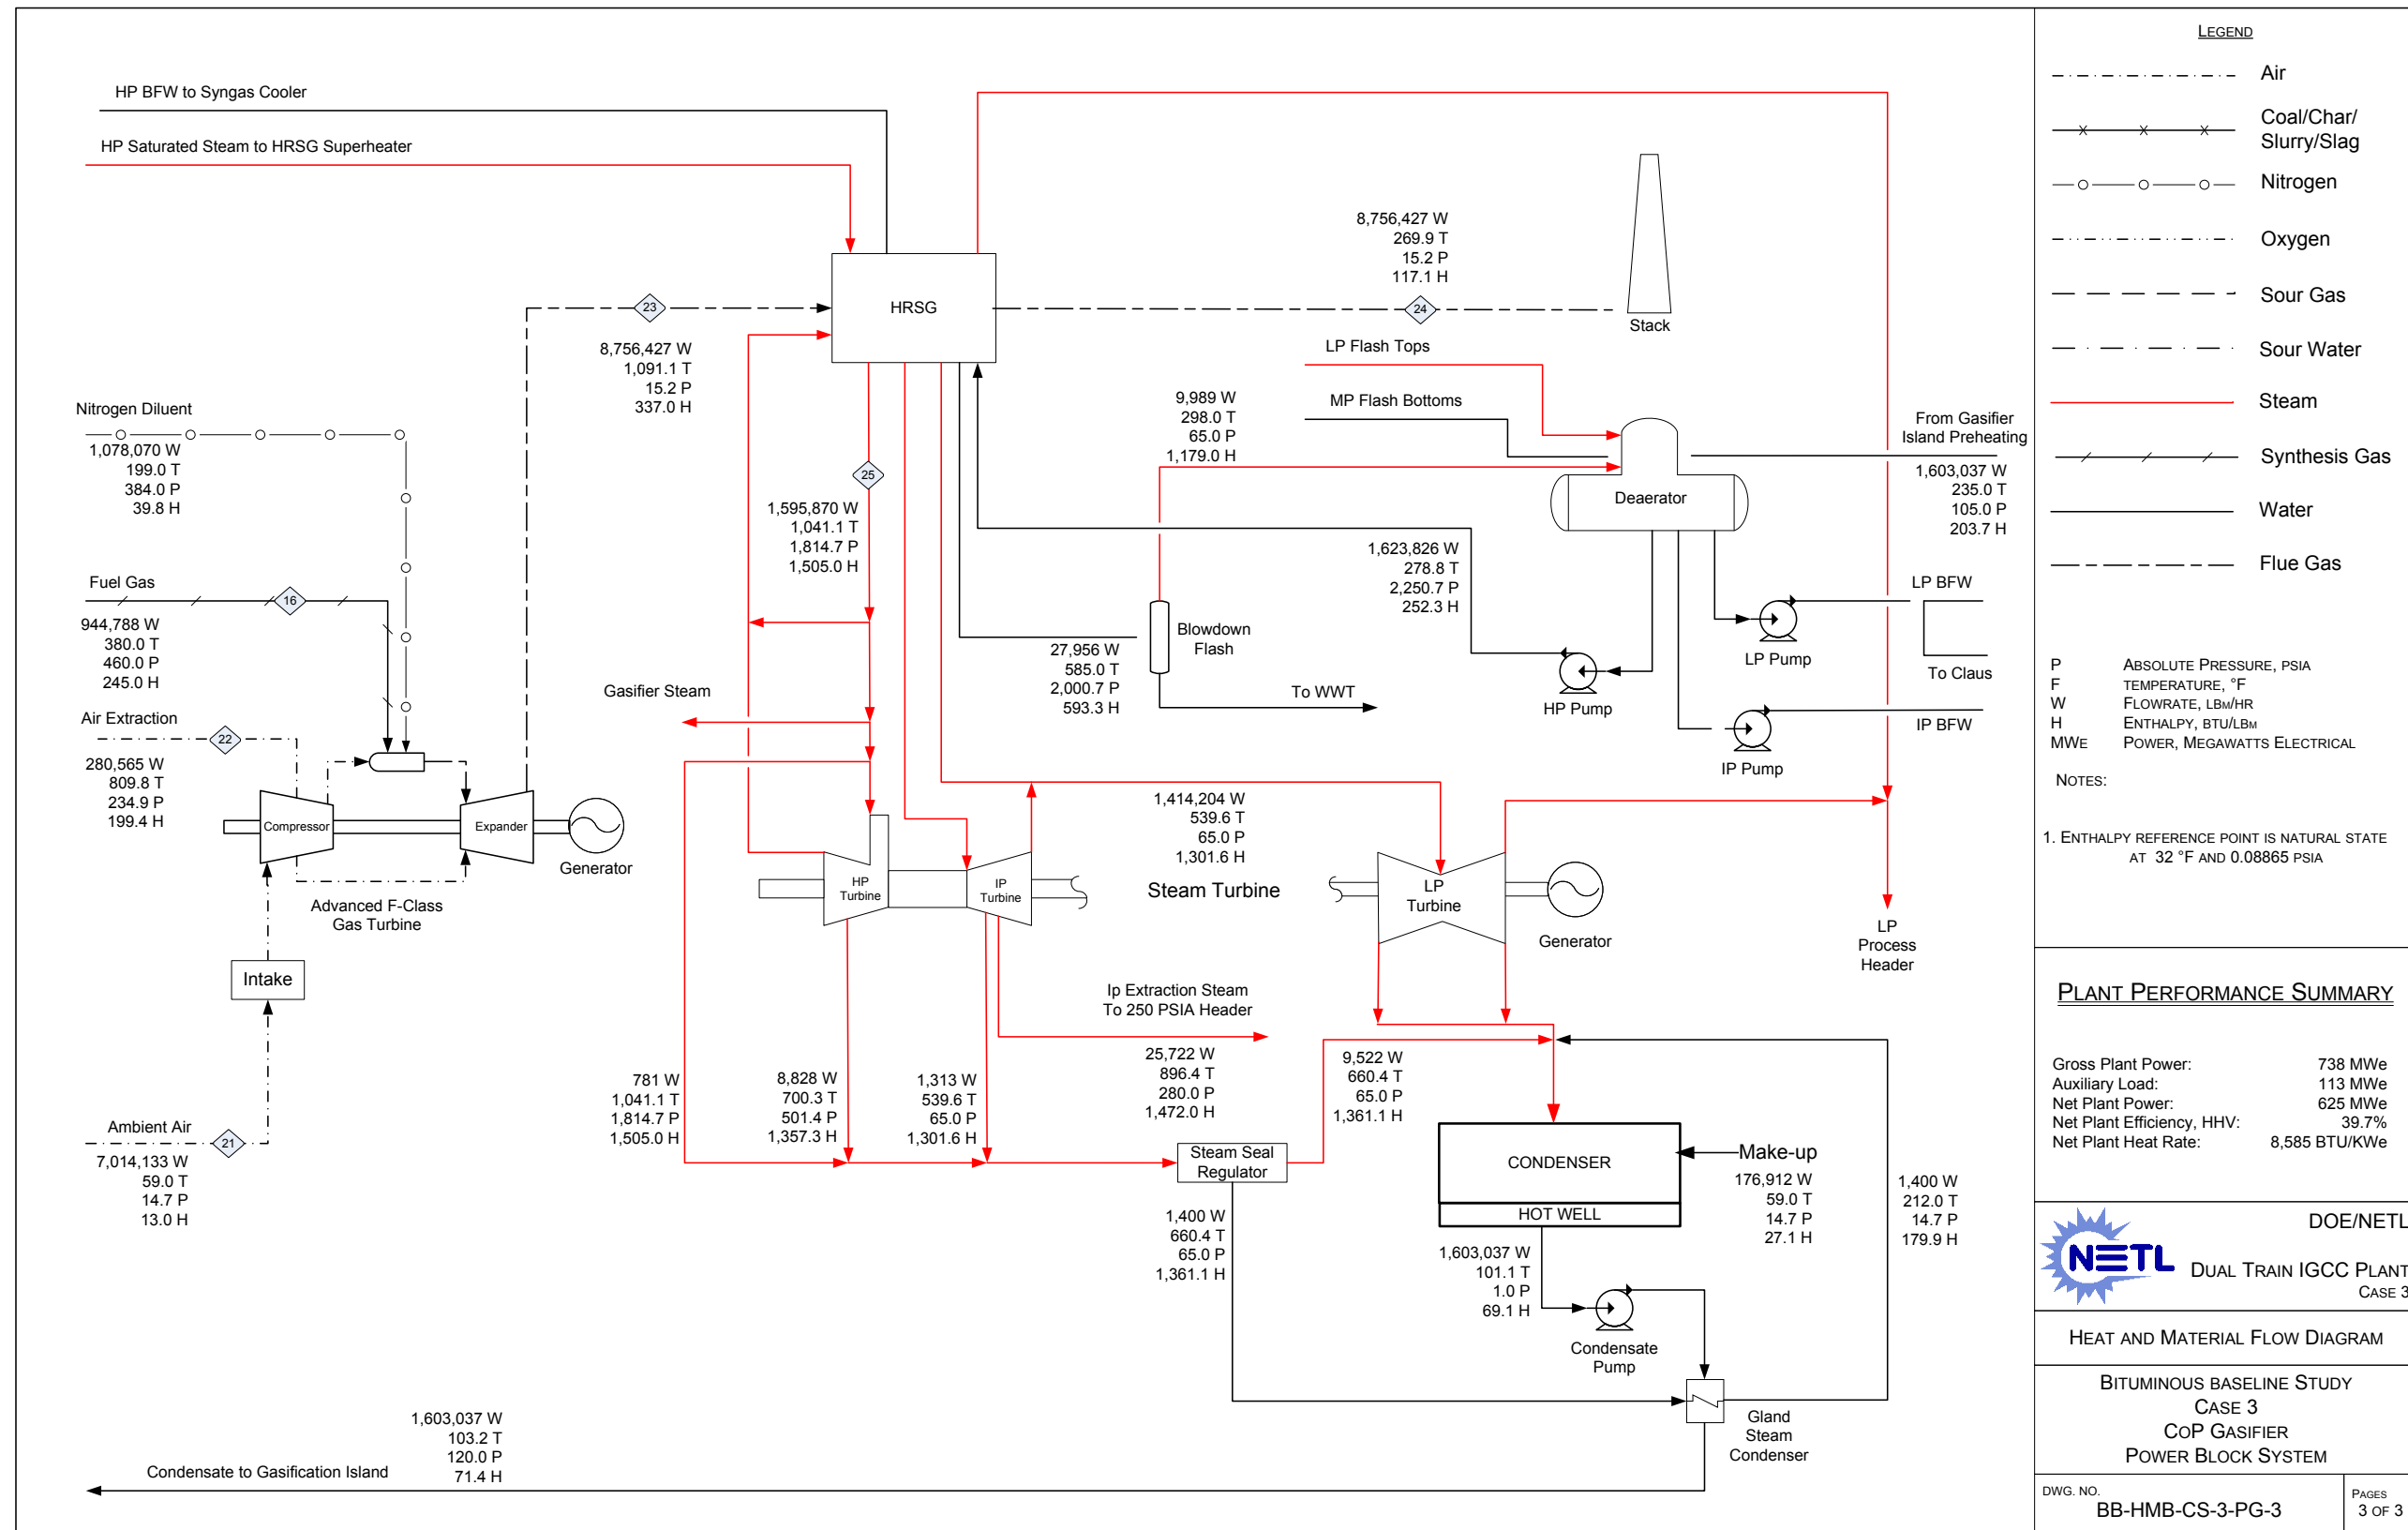 HP BFW to Syngas Cooler
HP Saturated Steam to HRSG Superheater
HRSG
23
8,756,427 W
1,091.1 T
15.2 P
337.0 H
8,756,427 W
269.9 T
15.2 P
117.1 H
24
Stack
Nitrogen Diluent
1,078,070 W
199.0 T
384.0 P
39.8 H
Fuel Gas
16
944,788 W
380.0 T
460.0 P
245.0 H
Air Extraction
22
280,565 W
809.8 T
234.9 P
199.4 H
Compressor
Expander
Generator
Advanced F-Class
Gas Turbine
Intake
Ambient Air
21
7,014,133 W
59.0 T
14.7 P
13.0 H
25
1,595,870 W
1,041.1 T
1,814.7 P
1,505.0 H
Gasifier Steam
LP Flash Tops
MP Flash Bottoms
9,989 W
298.0 T
65.0 P
1,179.0 H
Deaerator
From Gasifier
Island Preheating
1,603,037 W
235.0 T
105.0 P
203.7 H
1,623,826 W
278.8 T
2,250.7 P
252.3 H
Blowdown
Flash
27,956 W
585.0 T
2,000.7 P
593.3 H
To WWT
HP Pump
LP Pump
LP BFW
To Claus
IP BFW
IP Pump
HP
Turbine
IP
Turbine
1,414,204 W
539.6 T
65.0 P
1,301.6 H
Steam Turbine
LP
Turbine
Generator
LP
Process
Header
Ip Extraction Steam
To 250 PSIA Header
25,722 W
896.4 T
280.0 P
1,472.0 H
781 W
1,041.1 T
1,814.7 P
1,505.0 H
8,828 W
700.3 T
501.4 P
1,357.3 H
1,313 W
539.6 T
65.0 P
1,301.6 H
9,522 W
660.4 T
65.0 P
1,361.1 H
Steam Seal
Regulator
1,400 W
660.4 T
65.0 P
1,361.1 H
CONDENSER
HOT WELL
Make-up
176,912 W
59.0 T
14.7 P
27.1 H
1,400 W
212.0 T
14.7 P
179.9 H
1,603,037 W
101.1 T
1.0 P
69.1 H
Condensate
Pump
Gland
Steam
Condenser
1,603,037 W
103.2 T
120.0 P
71.4 H
Condensate to Gasification Island
LEGEND
Air
Coal/Char/
Slurry/Slag
Nitrogen
Oxygen
Sour Gas
Sour Water
Steam
Synthesis Gas
Water
Flue Gas
P ABSOLUTE PRESSURE, PSIA
F TEMPERATURE, °F
W FLOWRATE, LBM/HR
H ENTHALPY, BTU/LBM
MWE POWER, MEGAWATTS ELECTRICAL
NOTES:
1. ENTHALPY REFERENCE POINT IS NATURAL STATE
AT 32 °F AND 0.08865 PSIA
PLANT PERFORMANCE SUMMARY
Gross Plant Power: 738 MWe
Auxiliary Load: 113 MWe
Net Plant Power: 625 MWe
Net Plant Efficiency, HHV: 39.7%
Net Plant Heat Rate: 8,585 BTU/KWe
NETL
DOE/NETL
DUAL TRAIN IGCC PLANT
CASE 3
HEAT AND MATERIAL FLOW DIAGRAM
BITUMINOUS BASELINE STUDY
CASE 3
COP GASIFIER
POWER BLOCK SYSTEM
DWG. NO.
BB-HMB-CS-3-PG-3
PAGES
3 OF 3